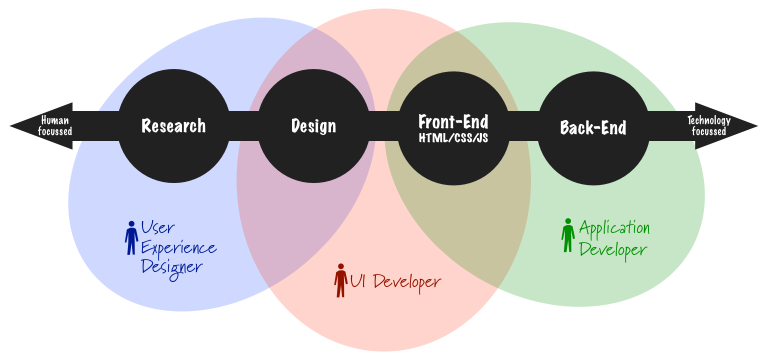 Human
focussed
Research
Design
Front-End
HTML/CSS/JS
Back-End
Technology
focussed
User
Experience
Designer
UI Developer
Application
Developer